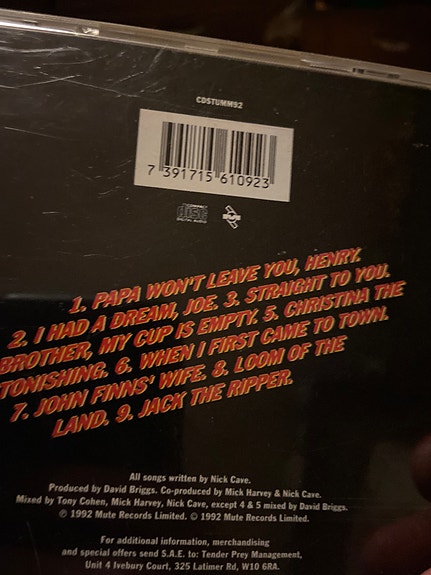 CDSTUMM92
7 391715 610923
COMPACT
disc
DIGITAL AUDIO
1. PAPA WON'T LEAVE YOU, HENRY.
2. I HAD A DREAM, JOE. 3. STRAIGHT TO YOU.
BROTHER, MY CUP IS EMPTY. 5. CHRISTINA THE
TONISHING. 6. WHEN I FIRST CAME TO TOWN.
7. JOHN FINNS' WIFE. 8. LOOM OF THE
LAND. 9. JACK THE RIPPER.
All songs written by Nick Cave.
Produced by David Briggs. Co-produced by Mick Harvey & Nick Cave.
Mixed by Tony Cohen, Mick Harvey, Nick Cave, except 4 & 5 mixed by David Briggs.
℗ 1992 Mute Records Limited. © 1992 Mute Records Limited.
For additional information, merchandising
and special offers send S.A.E. to: Tender Prey Management,
Unit 4 Ivebury Court, 325 Latimer Rd, W10 6RA.